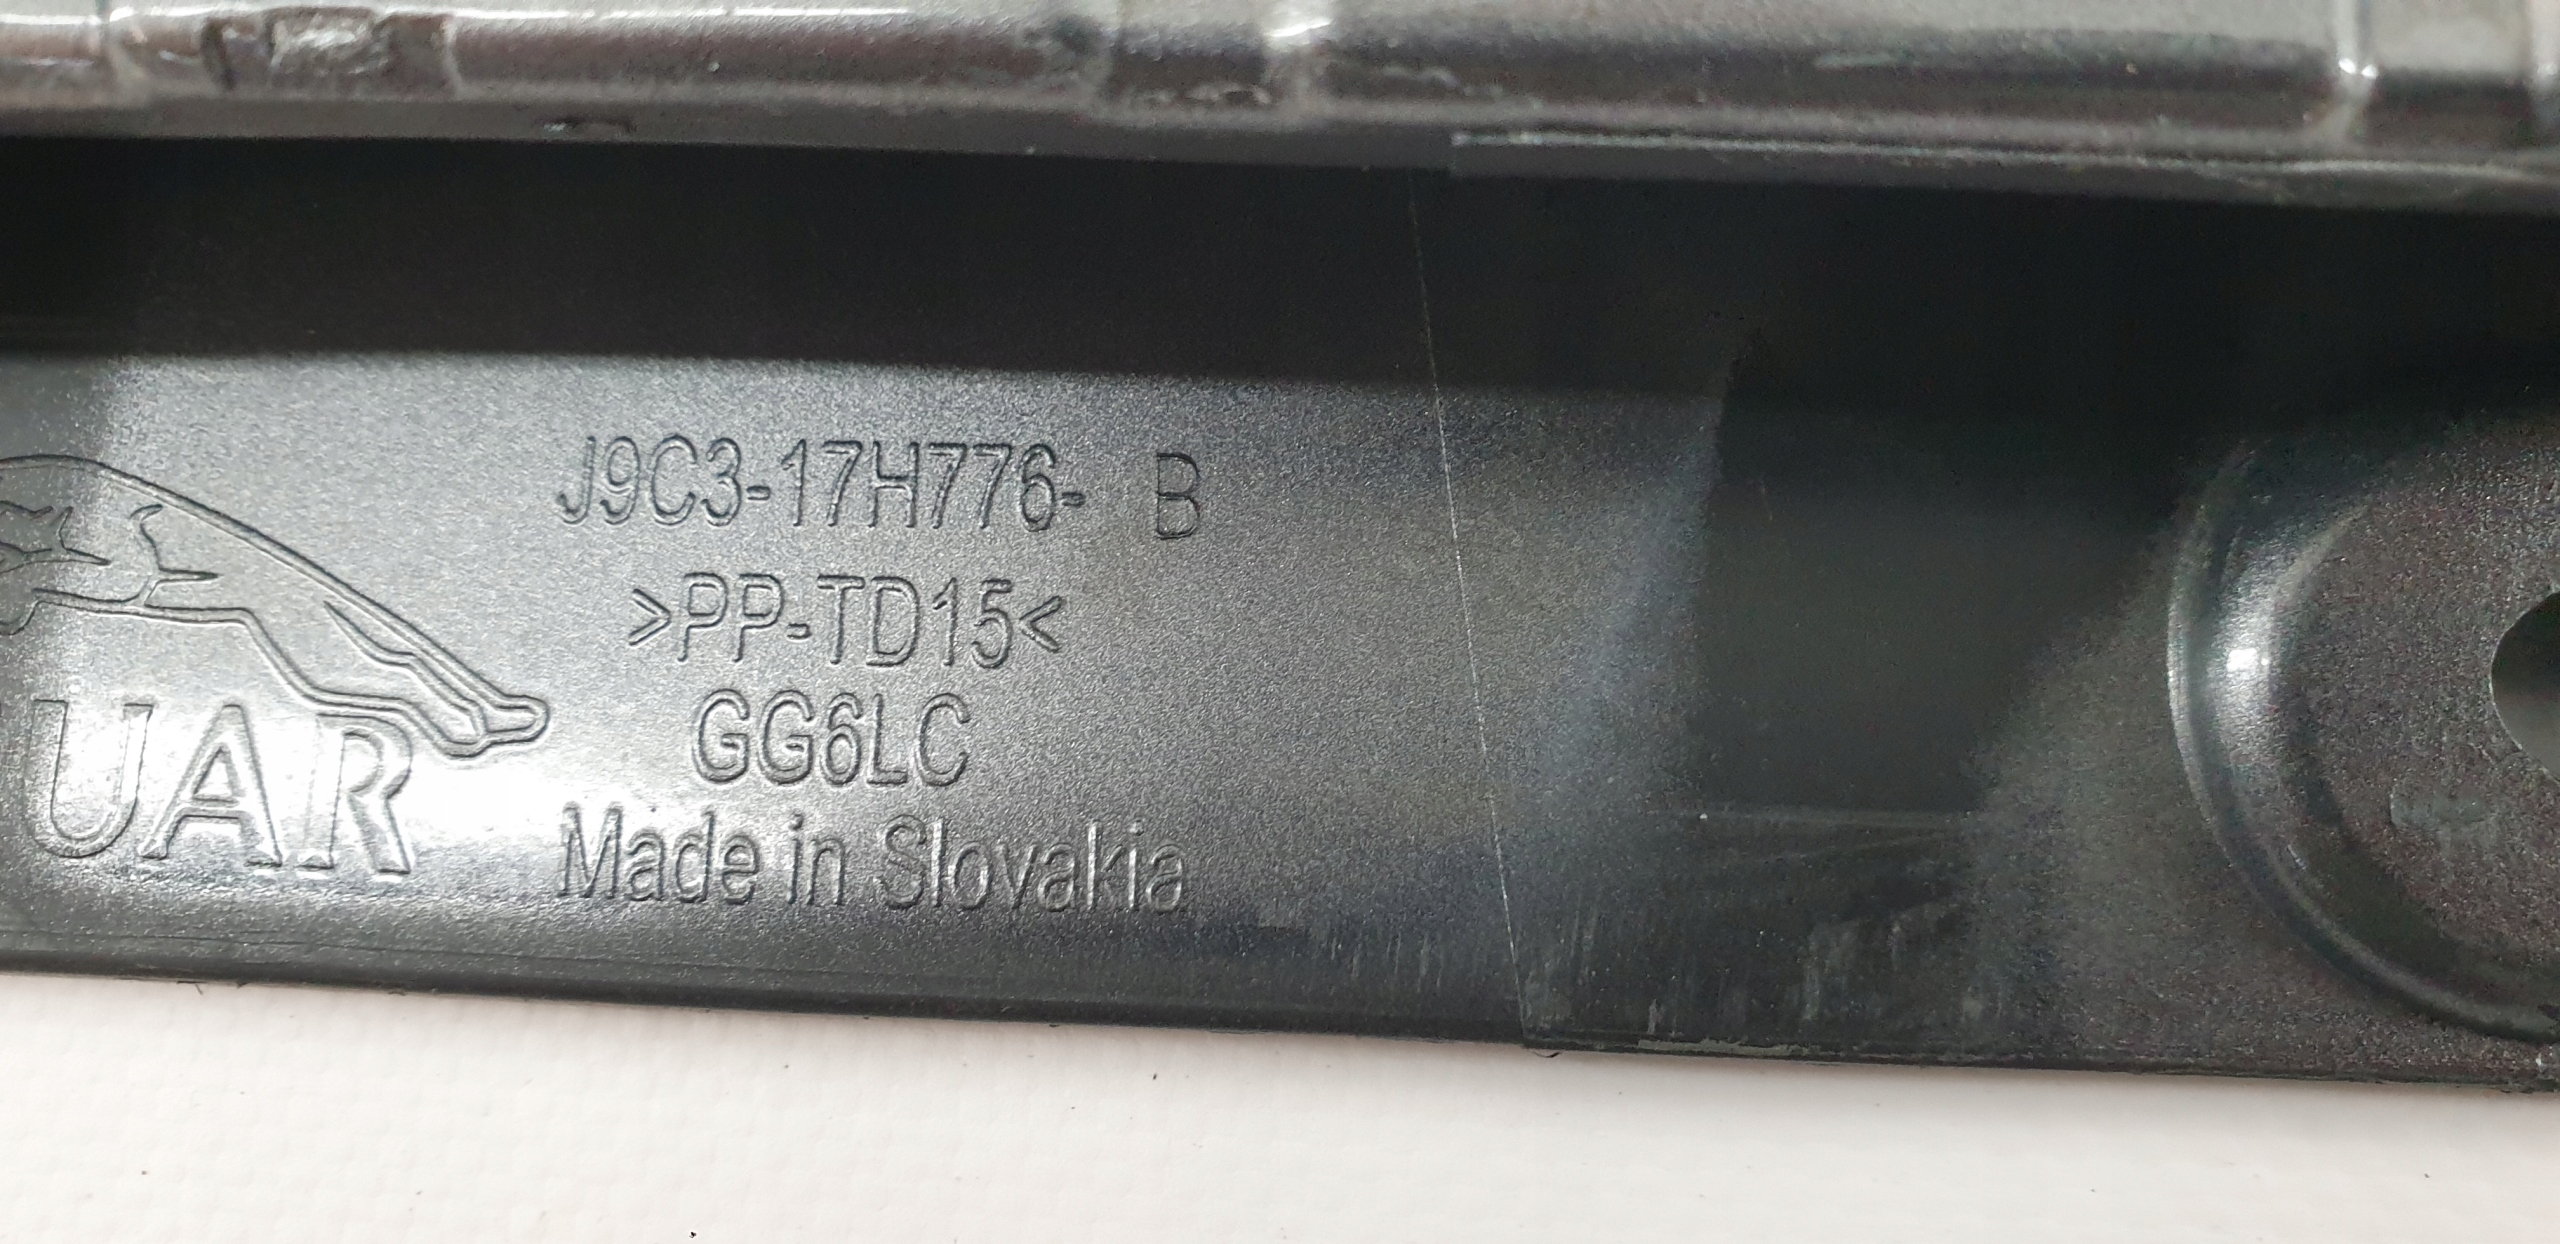 J9C3-17H776- B
>PP-TD15<
GG6LC
Made in Slovakia
UAR